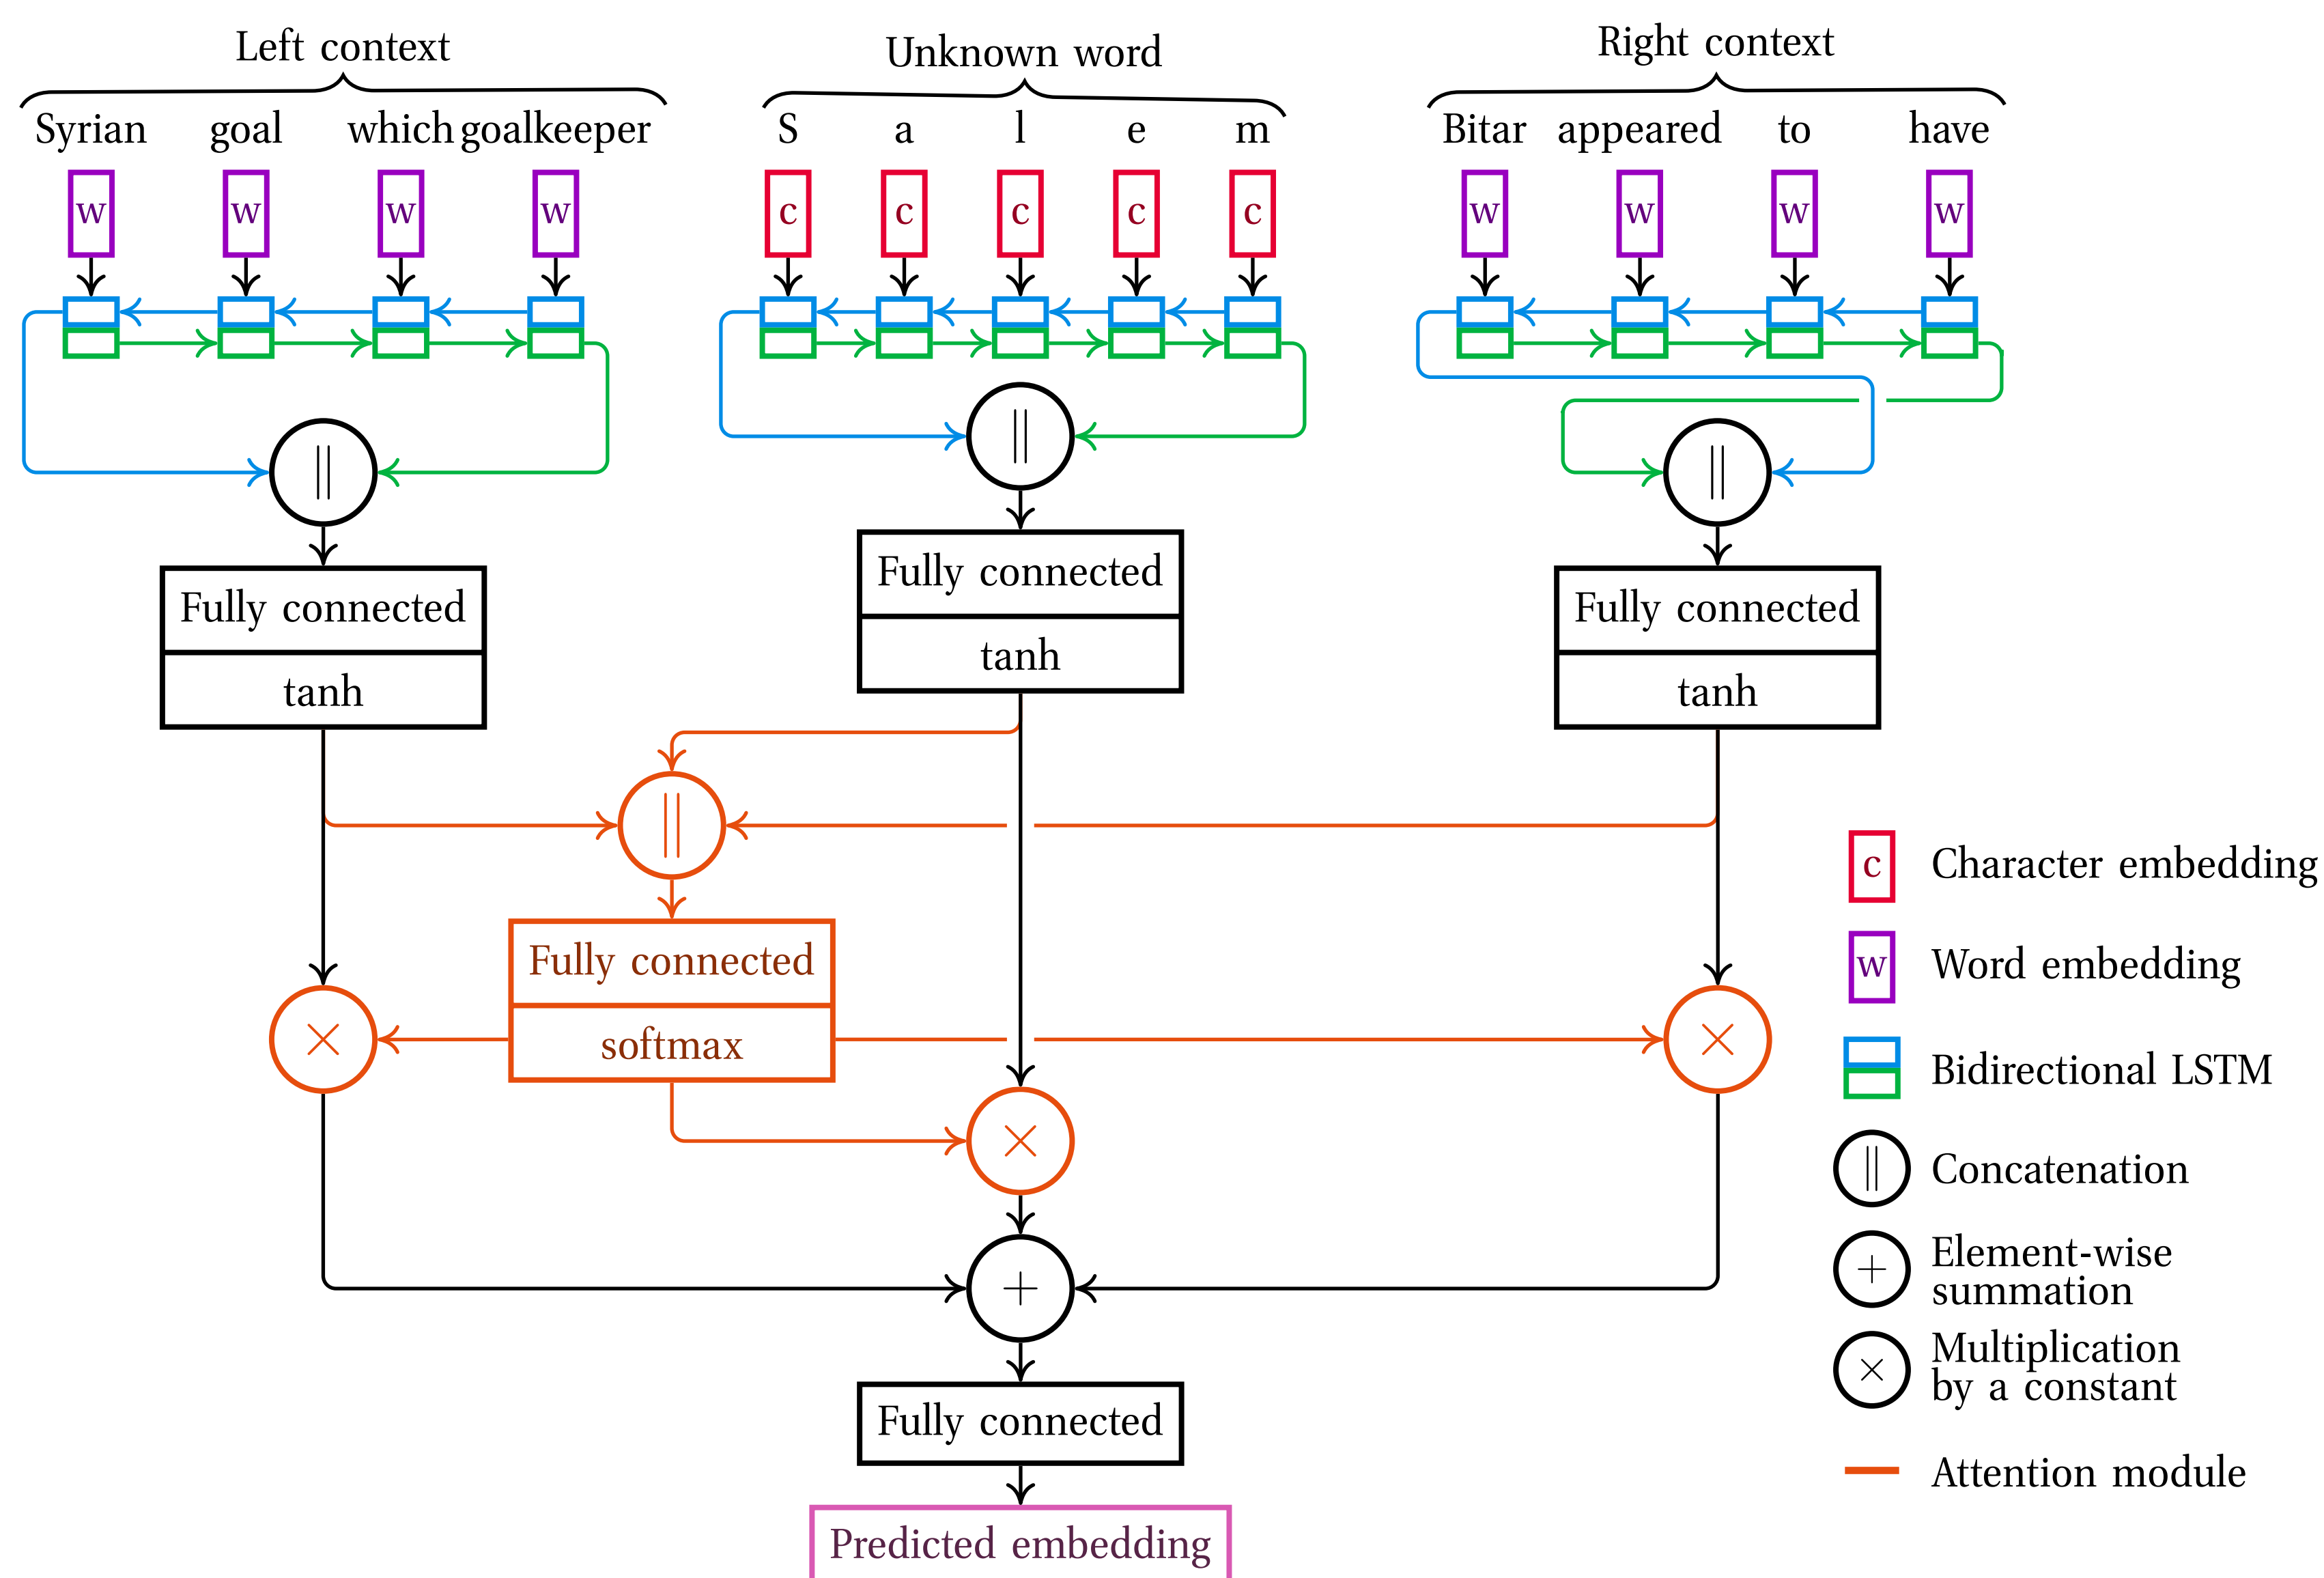 Left context
Unknown word
Right context
Syrian goal which goalkeeper
S a l e m
Bitar appeared to have
w w w w
c c c c c
w w w w
||
||
||
Fully connected
tanh
Fully connected
tanh
Fully connected
tanh
||
Fully connected
softmax
×
×
×
+
Fully connected
Predicted embedding
c Character embedding
w Word embedding
Bidirectional LSTM
|| Concatenation
+ Element-wise
summation
× Multiplication
by a constant
Attention module